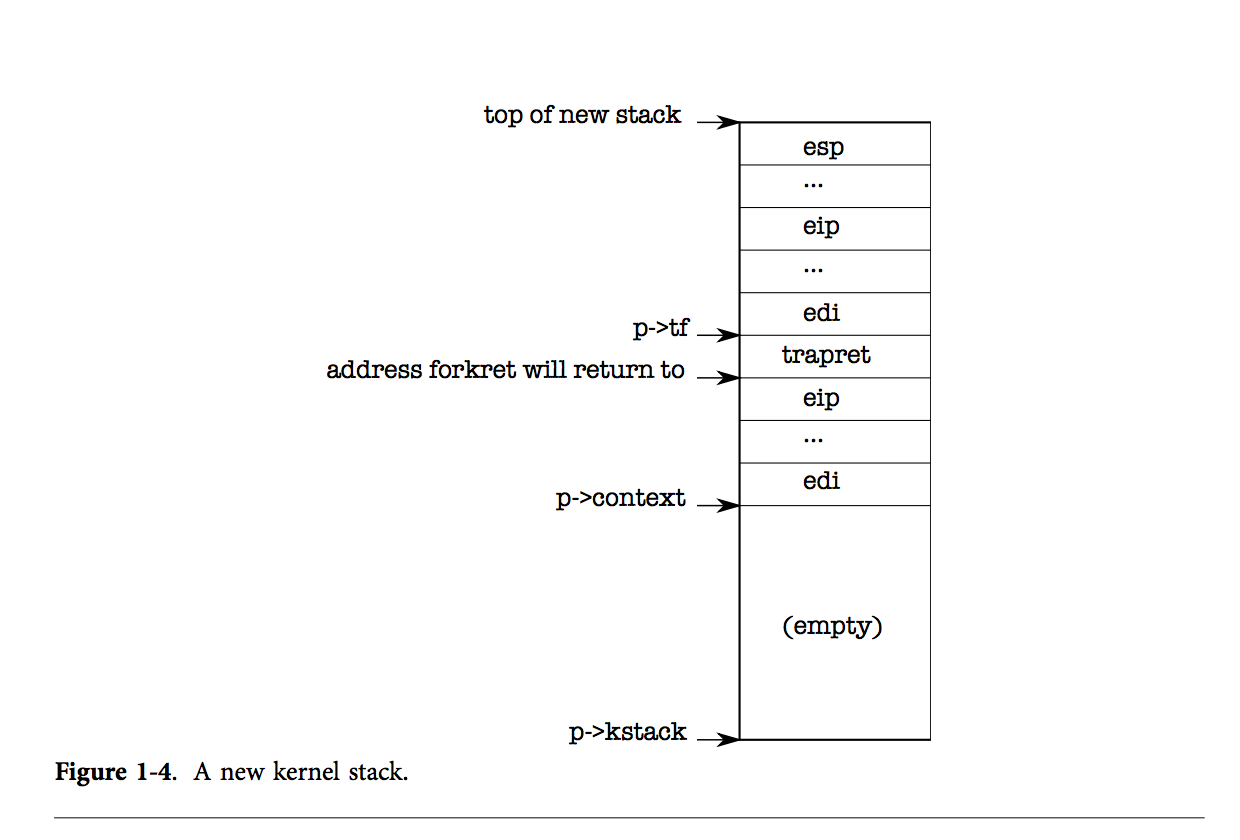 top of new stack
esp
...
eip
...
edi
p->tf
trapret
address forkret will return to
eip
...
edi
p->context
(empty)
p->kstack
Figure 1-4. A new kernel stack.